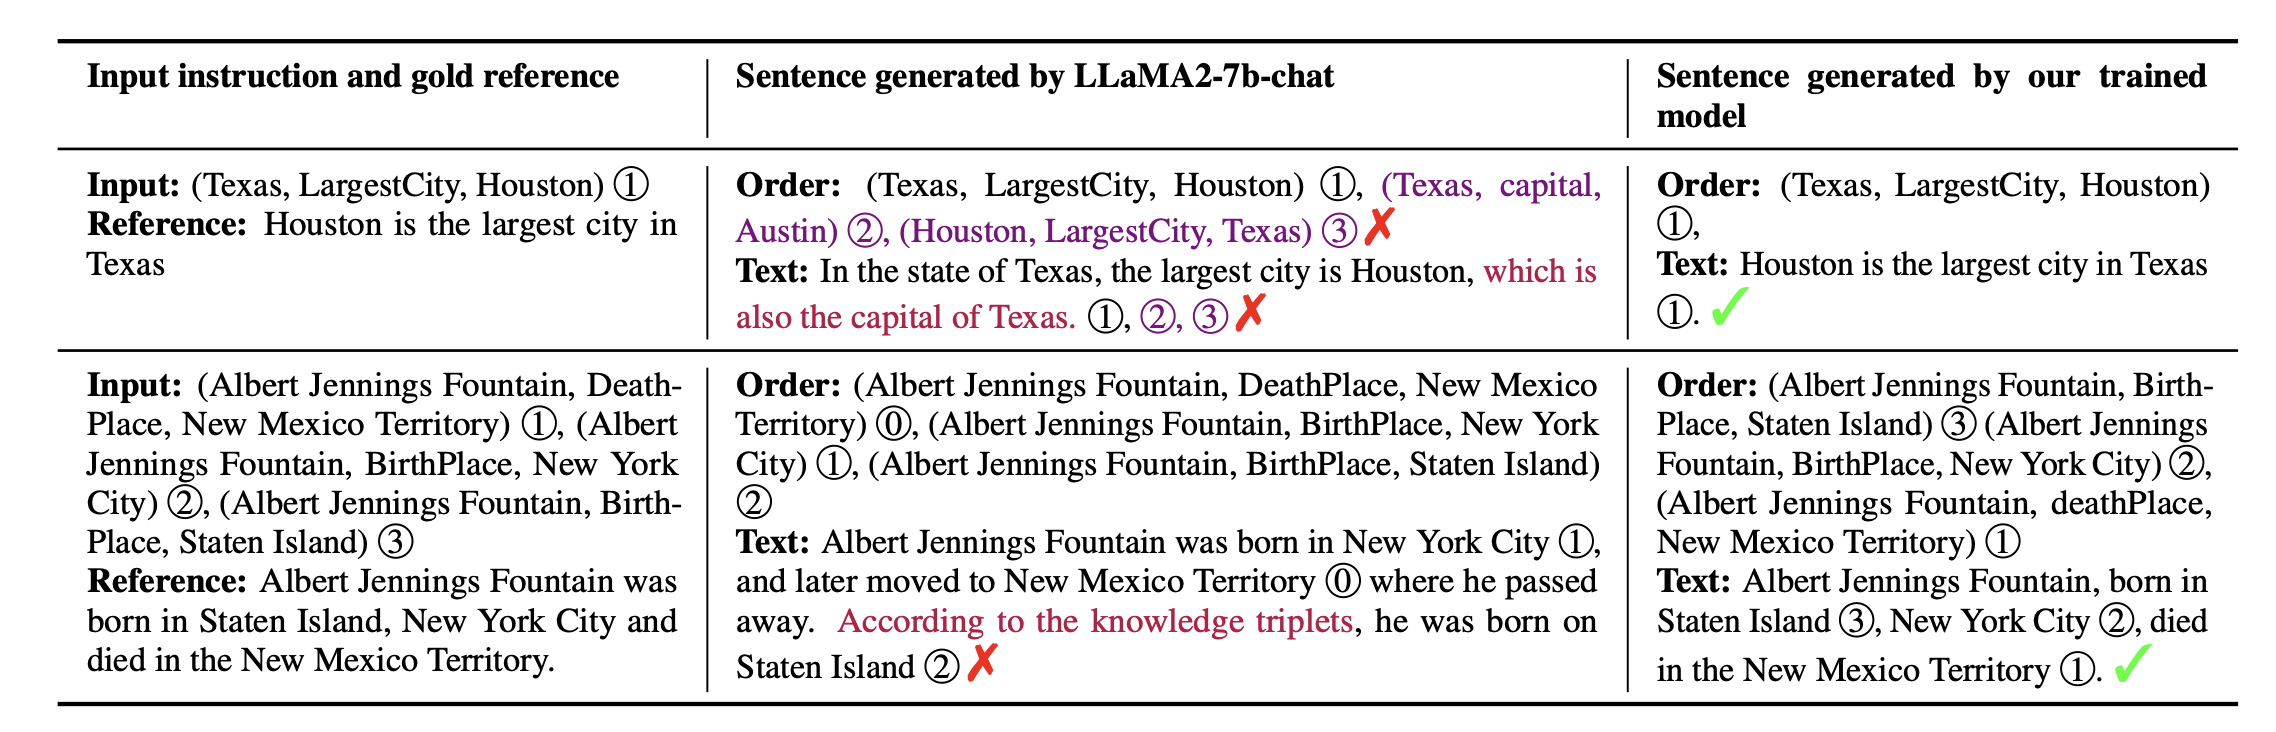 Input instruction and gold reference
Sentence generated by LLaMA2-7b-chat
Sentence generated by our trained
model
Input: (Texas, LargestCity, Houston) ①
Reference: Houston is the largest city in
Texas
Order: (Texas, LargestCity, Houston) ①, (Texas, capital,
Austin) ②, (Houston, LargestCity, Texas) ③ ✗
Text: In the state of Texas, the largest city is Houston, which is
also the capital of Texas. ①, ②, ③ ✗
Order: (Texas, LargestCity, Houston)
①,
Text: Houston is the largest city in Texas
①. ✓
Input: (Albert Jennings Fountain, Death-
Place, New Mexico Territory) ①, (Albert
Jennings Fountain, BirthPlace, New York
City) ②, (Albert Jennings Fountain, Birth-
Place, Staten Island) ③
Reference: Albert Jennings Fountain was
born in Staten Island, New York City and
died in the New Mexico Territory.
Order: (Albert Jennings Fountain, DeathPlace, New Mexico
Territory) ⓪, (Albert Jennings Fountain, BirthPlace, New York
City) ①, (Albert Jennings Fountain, BirthPlace, Staten Island)
②
Text: Albert Jennings Fountain was born in New York City ①,
and later moved to New Mexico Territory ⓪ where he passed
away. According to the knowledge triplets, he was born on
Staten Island ② ✗
Order: (Albert Jennings Fountain, Birth-
Place, Staten Island) ③ (Albert Jennings
Fountain, BirthPlace, New York City) ②,
(Albert Jennings Fountain, deathPlace,
New Mexico Territory) ①
Text: Albert Jennings Fountain, born in
Staten Island ③, New York City ②, died
in the New Mexico Territory ①. ✓